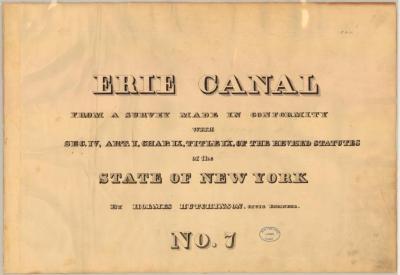 ERIE CANAL
FROM A SURVEY MADE IN CONFORMITY
WITH
SEC. IV, ART. I, CHAP. IX, TITLE IX, OF THE REVISED STATUTES
of the
STATE OF NEW YORK
BY HOLMES HUTCHINSON, CIVIL ENGINEER.
NO. 7